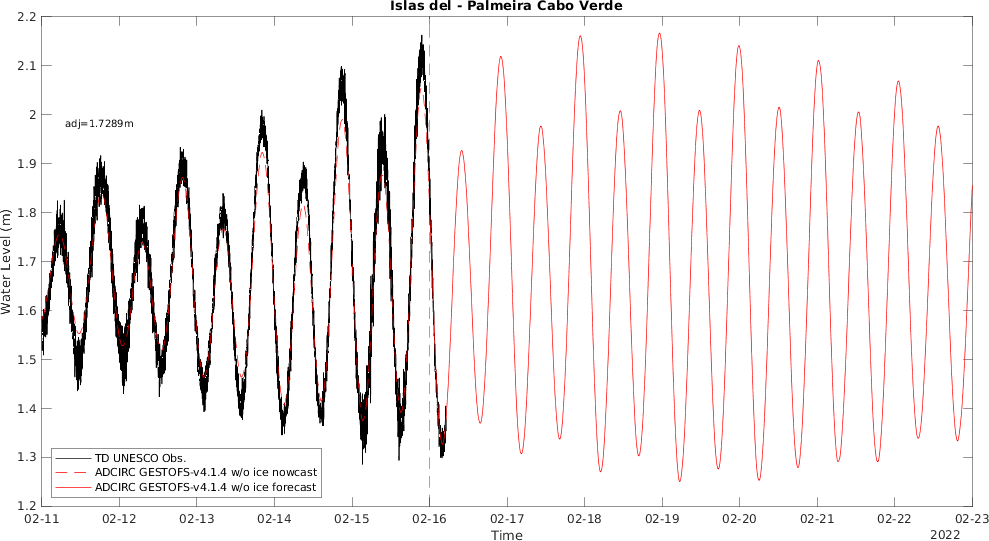 Islas del - Palmeira Cabo Verde
2.2
2.1
2
1.9
1.8
1.7
1.6
1.5
1.4
1.3
1.2
Water Level (m)
adj=1.7289m
TD UNESCO Obs.
ADCIRC GESTOFS-v4.1.4 w/o ice nowcast
ADCIRC GESTOFS-v4.1.4 w/o ice forecast
02-11 02-12 02-13 02-14 02-15 02-16 02-17 02-18 02-19 02-20 02-21 02-22 02-23
Time
2022